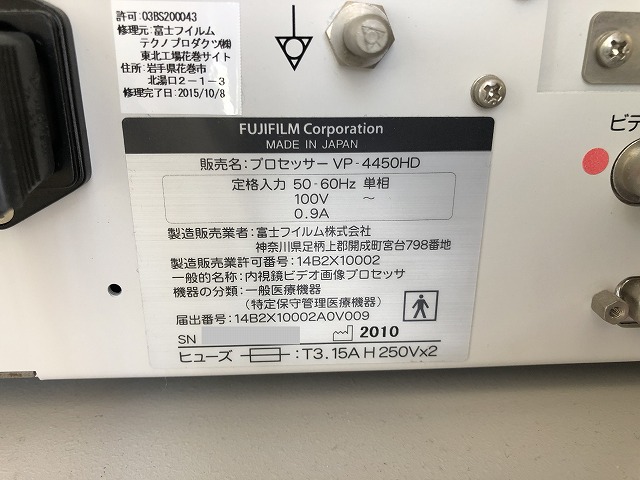 許可:03BS200043
修理元:富士フイルム
テクノプロダクツ㈱
東北工場花巻サイト
住所:岩手県花巻市
北湯口2-1-3
修理完了日:2015/10/8
ビデ
FUJIFILM Corporation
MADE IN JAPAN
販売名:プロセッサー VP-4450HD
定格入力 50-60Hz 単相
100V ～
0.9A
製造販売業者:富士フイルム株式会社
神奈川県足柄上郡開成町宮台798番地
製造販売業許可番号:14B2X10002
一般的名称:内視鏡ビデオ画像プロセッサ
機器の分類:一般医療機器
(特定保守管理医療機器)
届出番号:14B2X10002A0V009
SN 2010
ヒューズ :T3.15A H 250V×2